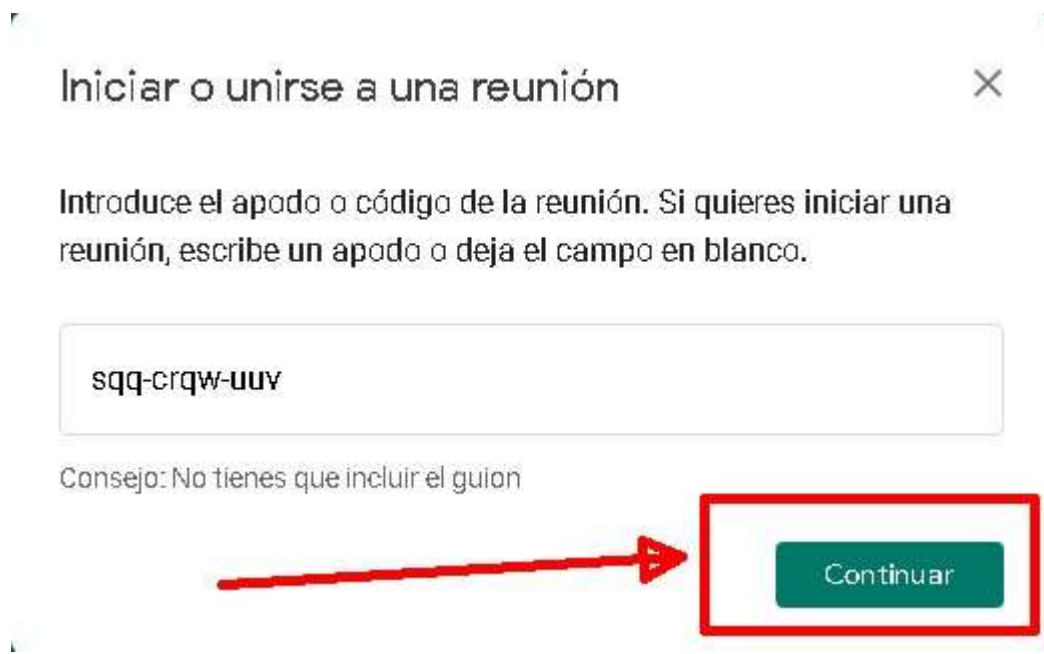 Iniciar o unirse a una reunión
Introduce el apodo o código de la reunión. Si quieres iniciar una
reunión, escribe un apodo o deja el campo en blanco.
sqq-crqw-uuv
Consejo: No tienes que incluir el guion
Continuar